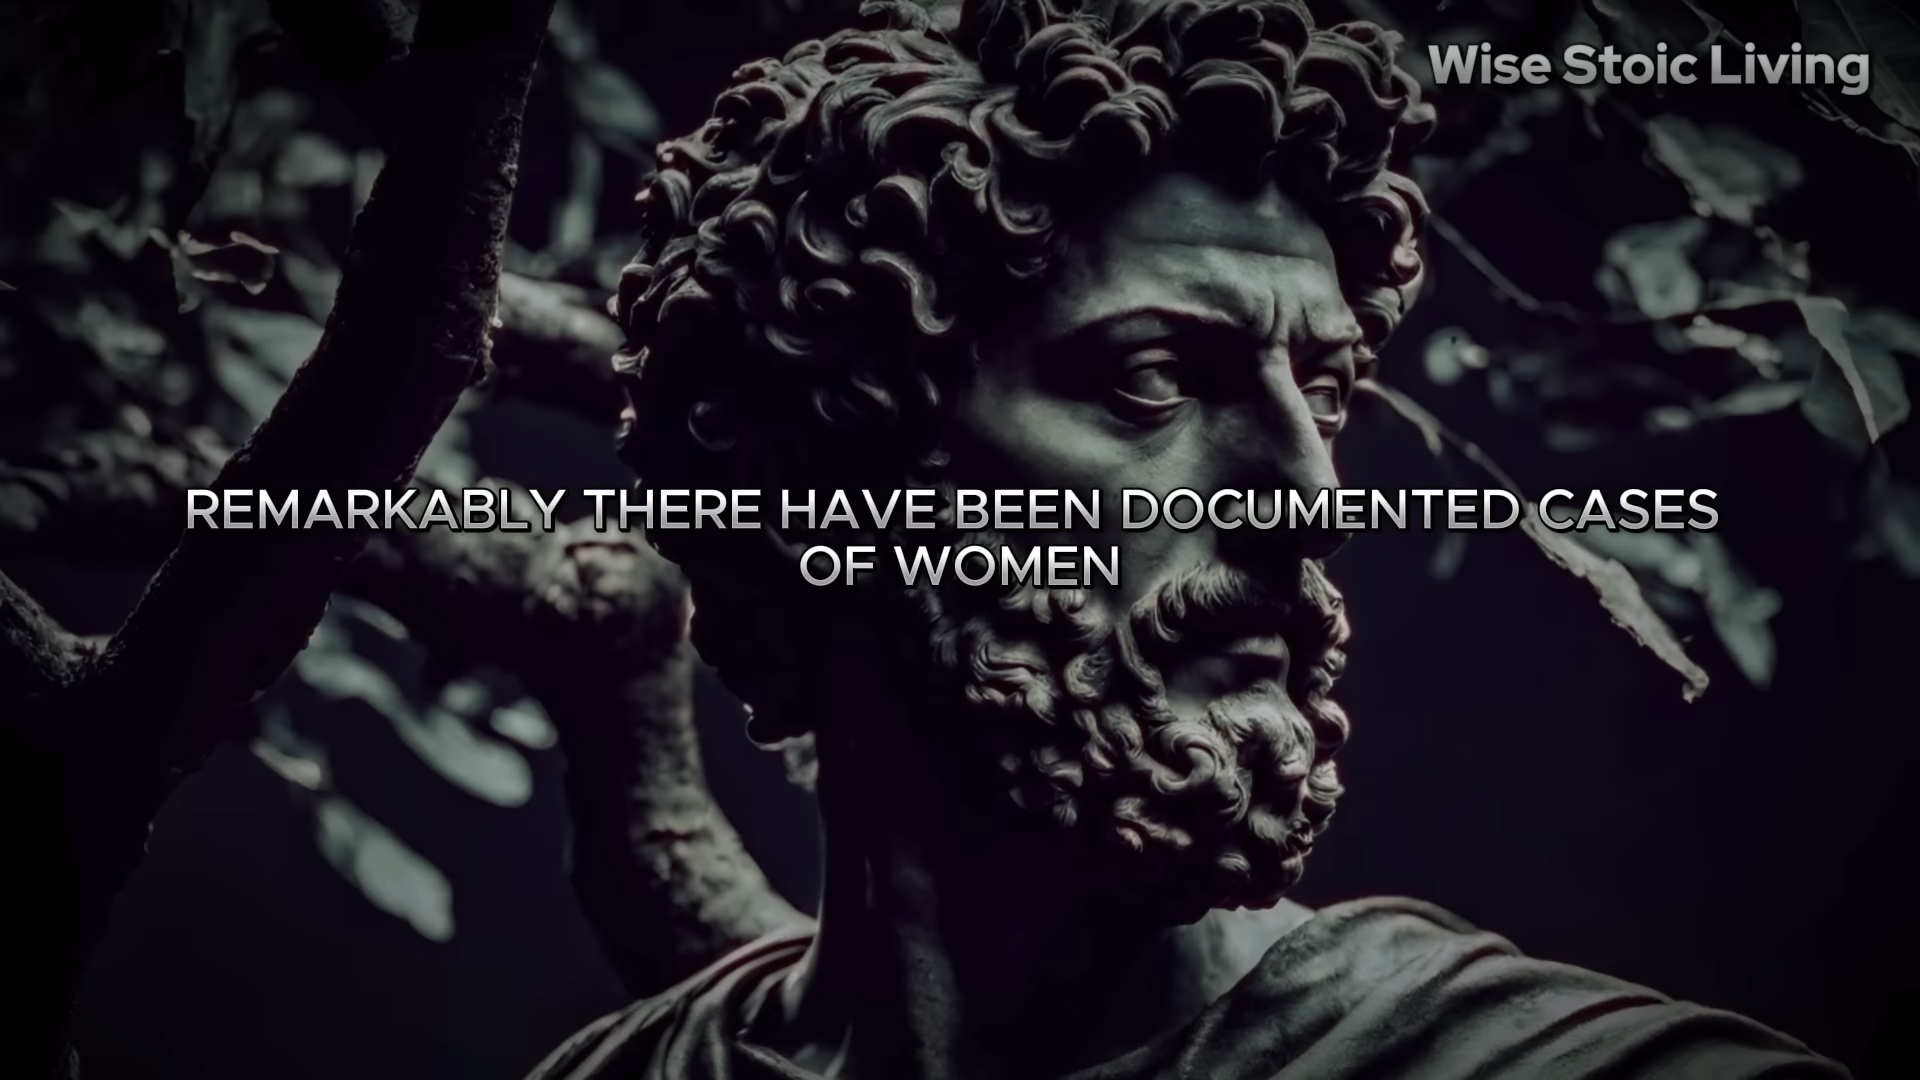 Wise Stoic Living
REMARKABLY THERE HAVE BEEN DOCUMENTED CASES
OF WOMEN